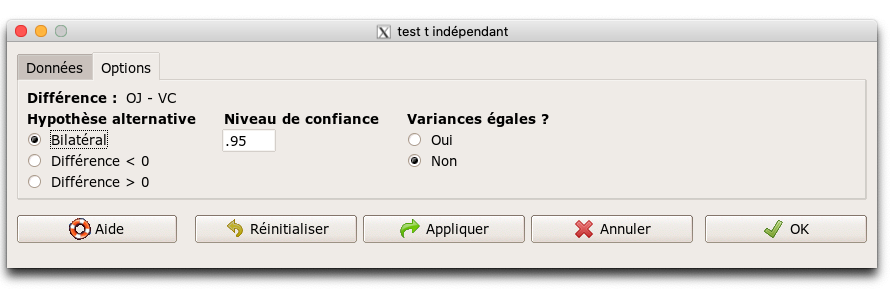 test t indépendant
Données Options
Différence : OJ - VC
Hypothèse alternative Niveau de confiance Variances égales ?
Bilatéral .95 Oui
Différence < 0 Non
Différence > 0
Aide Réinitialiser Appliquer Annuler OK